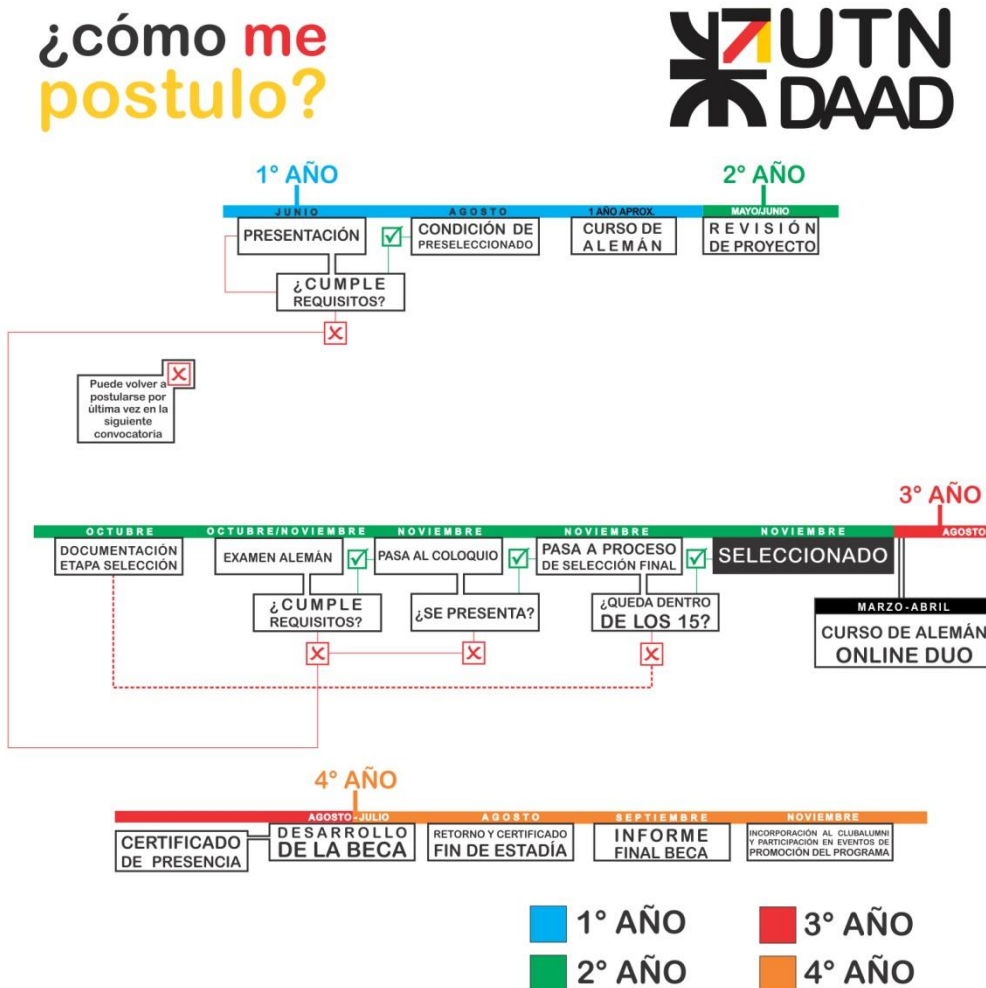 ¿cómo me
postulo?
UTN
DAAD
1° AÑO
2° AÑO
JUNIO
AGOSTO
1 AÑO APROX.
MAYO/JUNIO
PRESENTACIÓN
CONDICIÓN DE
PRESELECCIONADO
CURSO DE
ALEMÁN
REVISIÓN
DE PROYECTO
¿CUMPLE
REQUISITOS?
Puede volver a
postularse por
última vez en la
siguiente
convocatoria
3° AÑO
OCTUBRE
OCTUBRE/NOVIEMBRE
NOVIEMBRE
NOVIEMBRE
NOVIEMBRE
AGOSTO
DOCUMENTACIÓN
ETAPA SELECCIÓN
EXAMEN ALEMÁN
PASA AL COLOQUIO
PASA A PROCESO
DE SELECCIÓN FINAL
SELECCIONADO
¿CUMPLE
REQUISITOS?
¿SE PRESENTA?
¿QUEDA DENTRO
DE LOS 15?
MARZO-ABRIL
CURSO DE ALEMÁN
ONLINE DUO
4° AÑO
AGOSTO-JULIO
AGOSTO
SEPTIEMBRE
NOVIEMBRE
CERTIFICADO
DE PRESENCIA
DESARROLLO
DE LA BECA
RETORNO Y CERTIFICADO
FIN DE ESTADÍA
INFORME
FINAL BECA
INCORPORACIÓN AL CLUBALUMNI
Y PARTICIPACIÓN EN EVENTOS DE
PROMOCIÓN DEL PROGRAMA
1° AÑO
3° AÑO
2° AÑO
4° AÑO